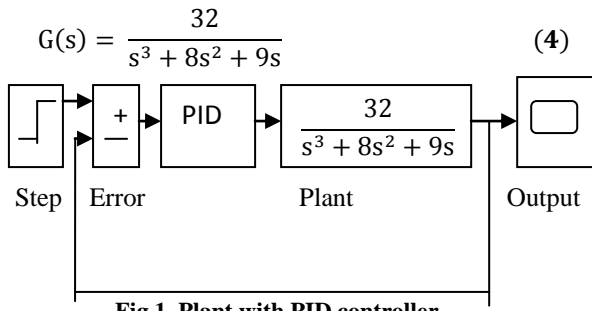 G(s) = 32 / (s³ + 8s² + 9s) (4)
+
−
PID
32 / (s³ + 8s² + 9s)
Step Error Plant Output
Fig 1. Plant with PID controller